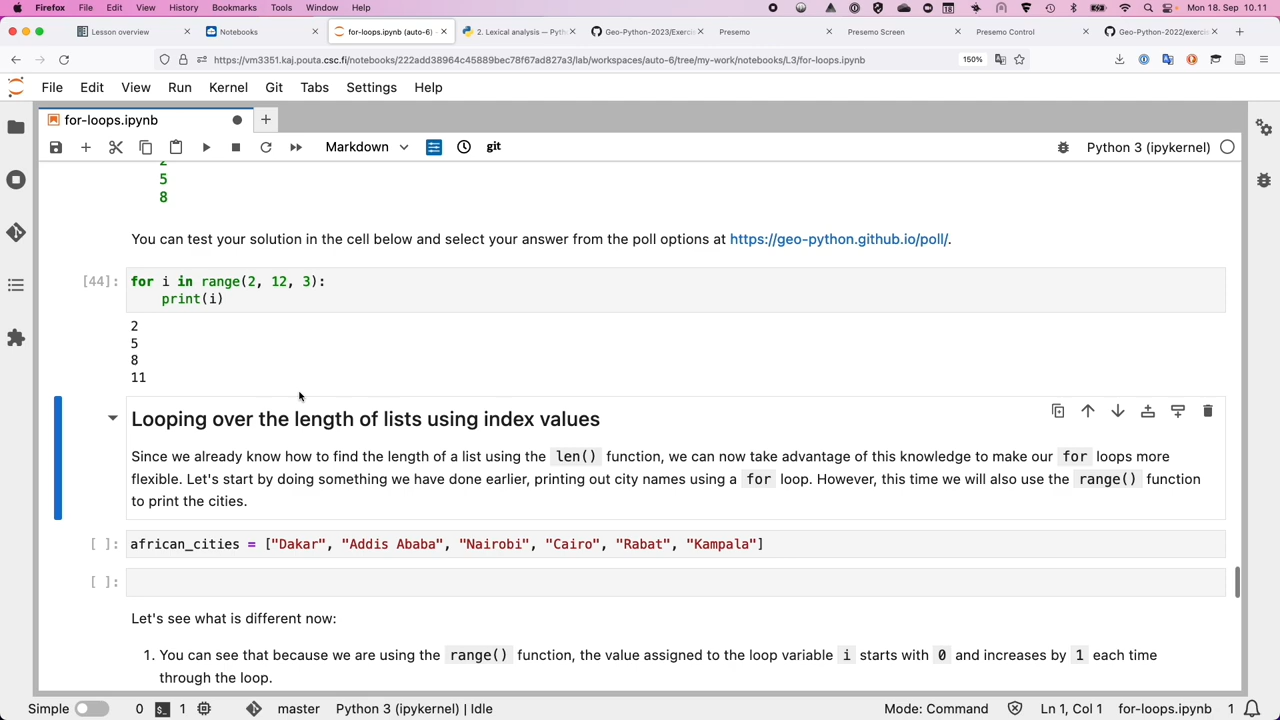 Firefox File Edit View History Bookmarks Tools Window Help Mon 18. Sep 10.11
Lesson overview Notebooks for-loops.ipynb (auto-6) 2. Lexical analysis — Pyth Geo-Python-2023/Exerci Presemo Presemo Screen Presemo Control Geo-Python-2022/exercis
https://vm3351.kaj.pouta.csc.fi/notebooks/222add38964c45889bec78f67ad827a3/lab/workspaces/auto-6/tree/my-work/notebooks/L3/for-loops.ipynb 150%
File Edit View Run Kernel Git Tabs Settings Help
for-loops.ipynb
Markdown git Python 3 (ipykernel)
2
5
8
You can test your solution in the cell below and select your answer from the poll options at https://geo-python.github.io/poll/.
[44]: for i in range(2, 12, 3):
print(i)
2
5
8
11
Looping over the length of lists using index values
Since we already know how to find the length of a list using the len() function, we can now take advantage of this knowledge to make our for loops more
flexible. Let's start by doing something we have done earlier, printing out city names using a for loop. However, this time we will also use the range() function
to print the cities.
[ ]: african_cities = ["Dakar", "Addis Ababa", "Nairobi", "Cairo", "Rabat", "Kampala"]
[ ]:
Let's see what is different now:
1. You can see that because we are using the range() function, the value assigned to the loop variable i starts with 0 and increases by 1 each time
through the loop.
Simple 0 1 master Python 3 (ipykernel) | Idle Mode: Command Ln 1, Col 1 for-loops.ipynb 1